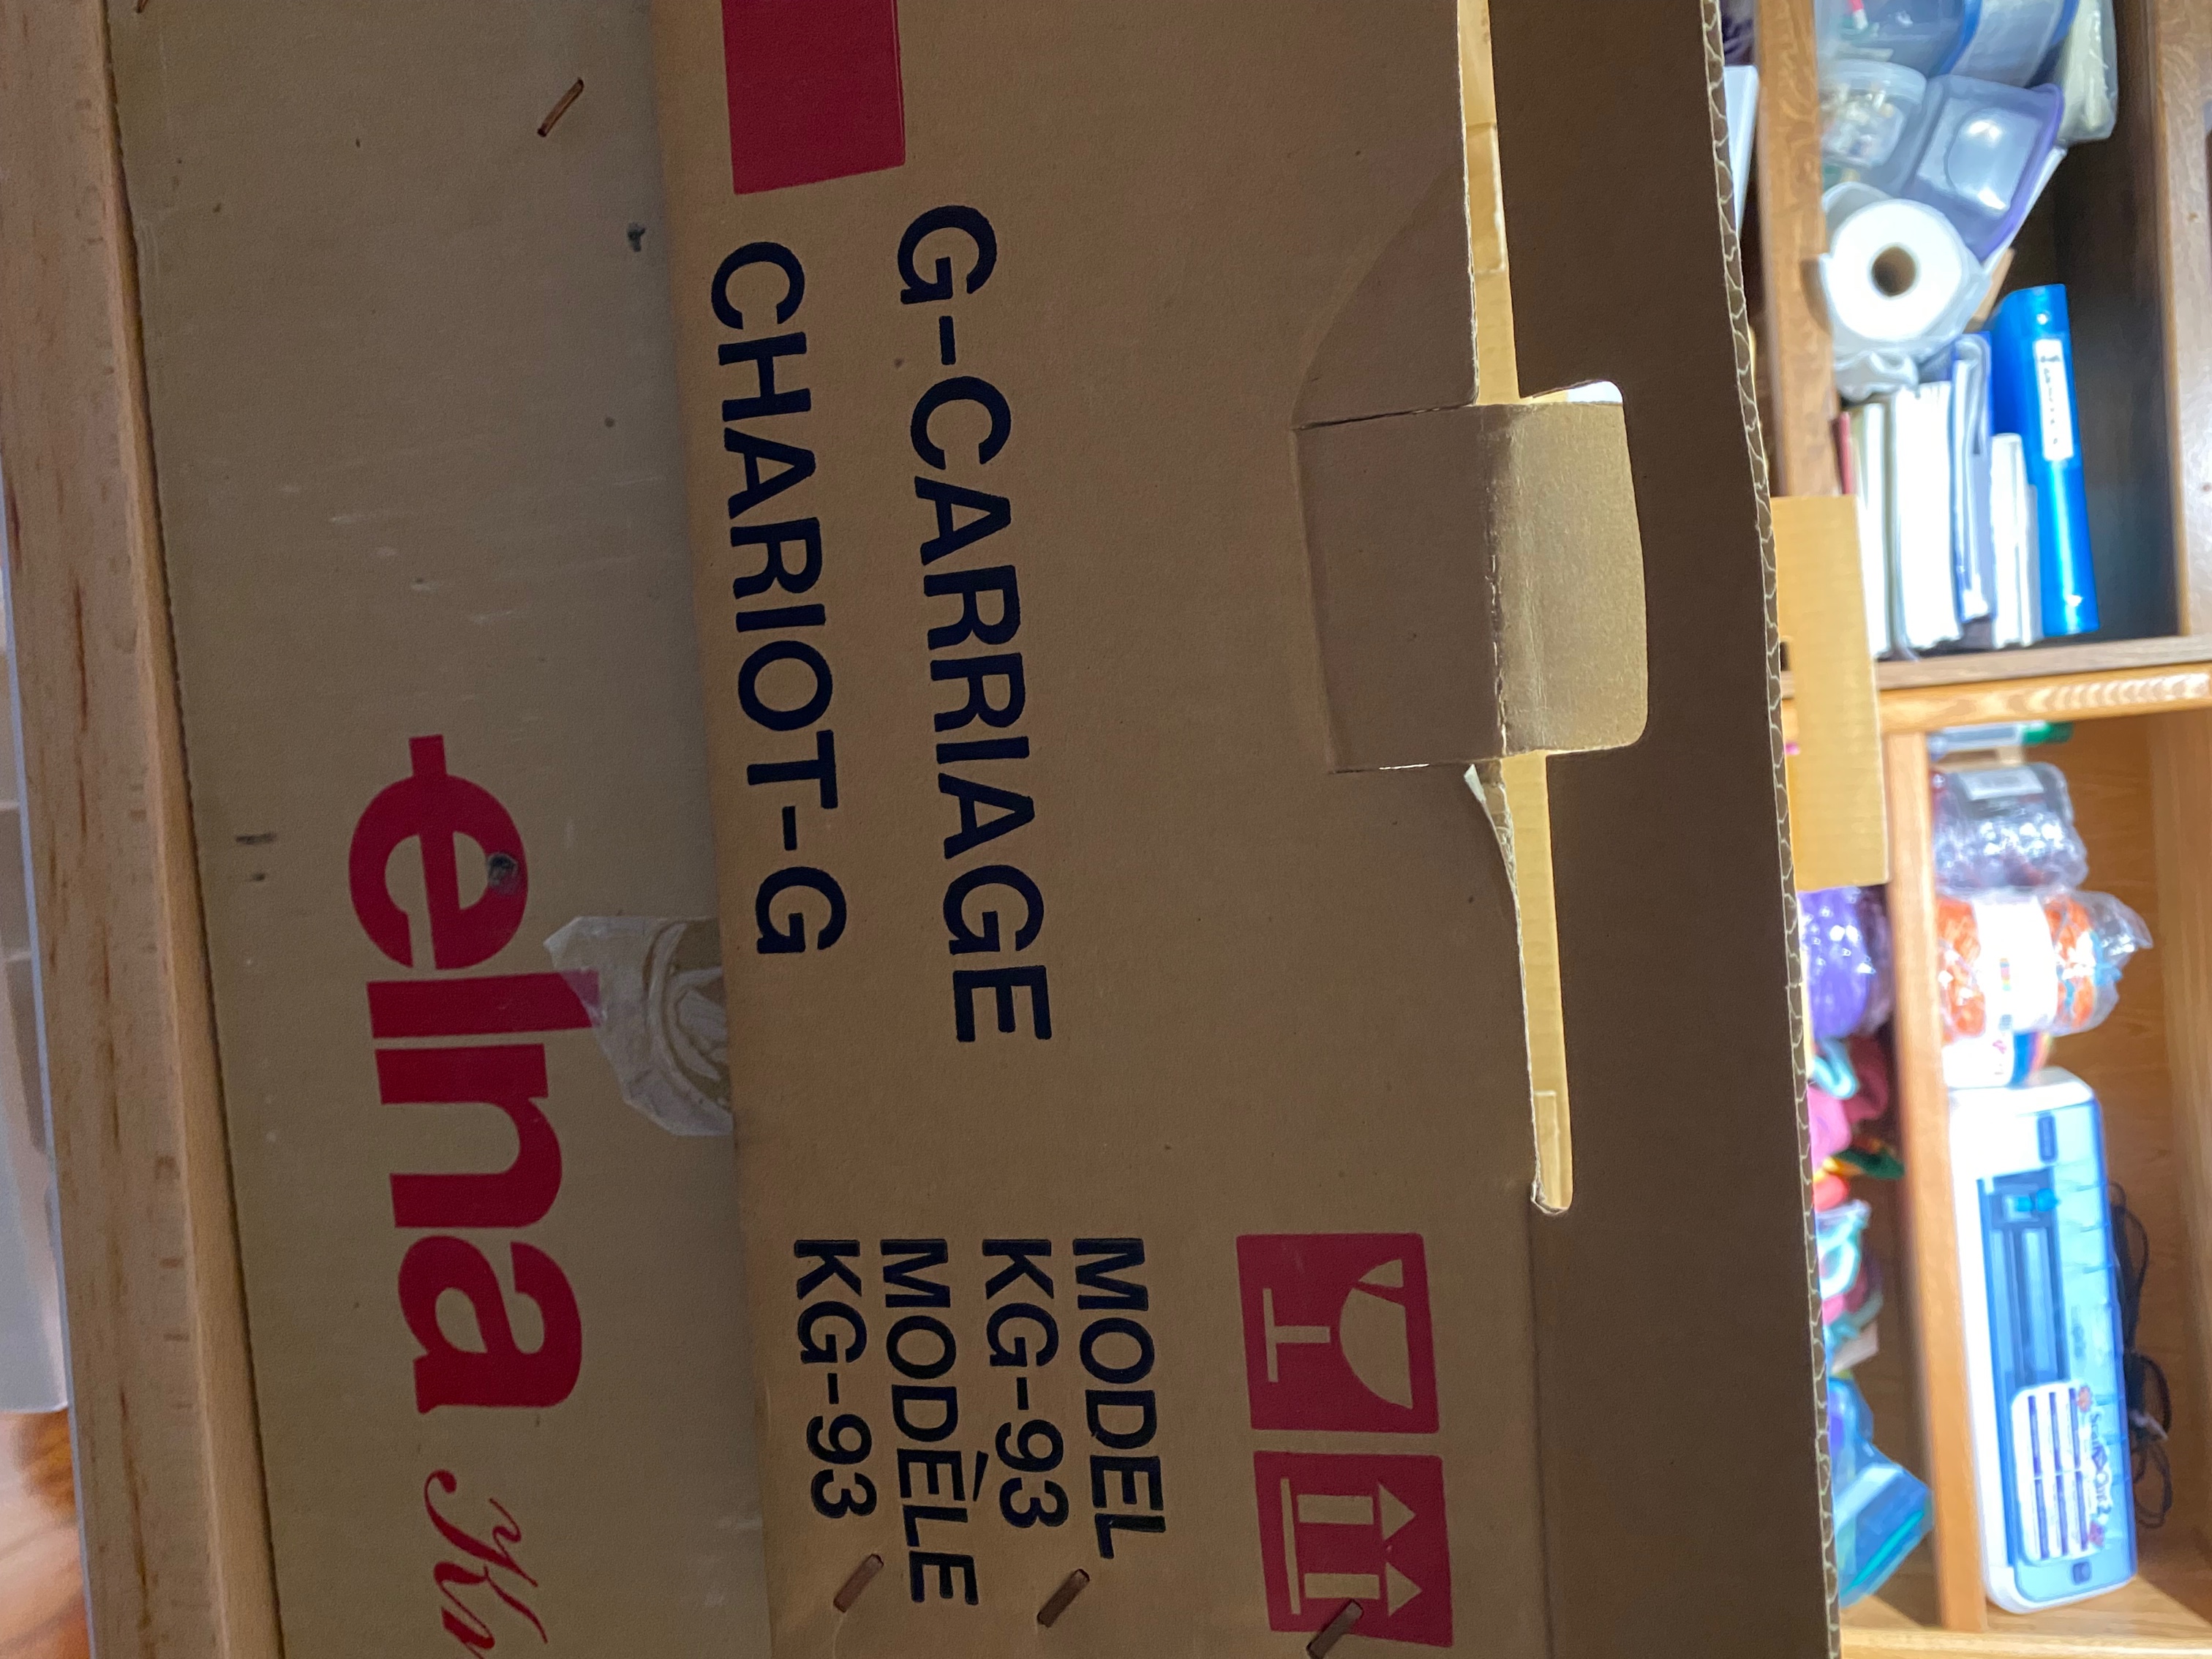 G-CARRIAGE
CHARIOT-G
MODEL
KG-93
MODÈLE
KG-93
elna